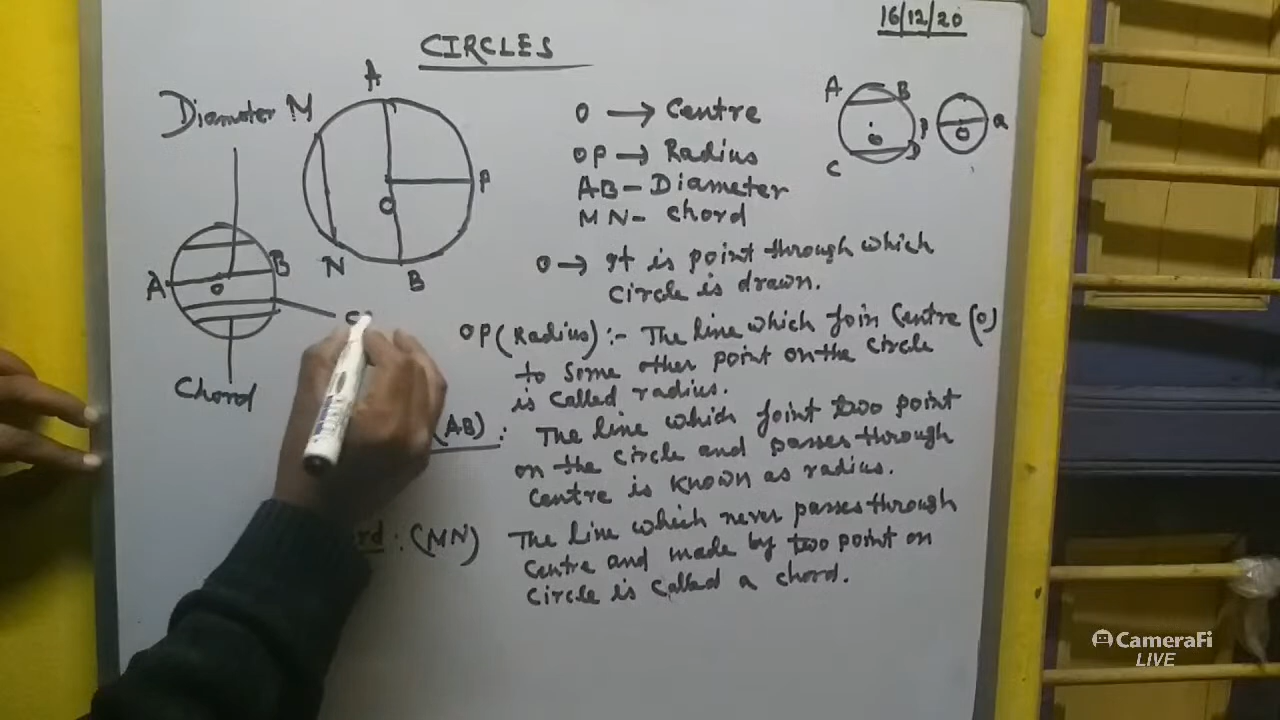 16/12/20
CIRCLES
Diameter
M
A
P
O
N
B
A
B
O
Chord
O → Centre
OP → Radius
AB - Diameter
MN - Chord
A
B
O
C
D
P
O
Q
O → It is point through which
Circle is drawn.
OP (Radius) :- The line which join Centre (O)
to some other point on the circle
is called radius.
(AB) : The line which joint two point
on the circle and passes through
Centre is known as radius.
rd : (MN) The line which never passes through
Centre and made by two point on
Circle is called a chord.
CameraFi
LIVE